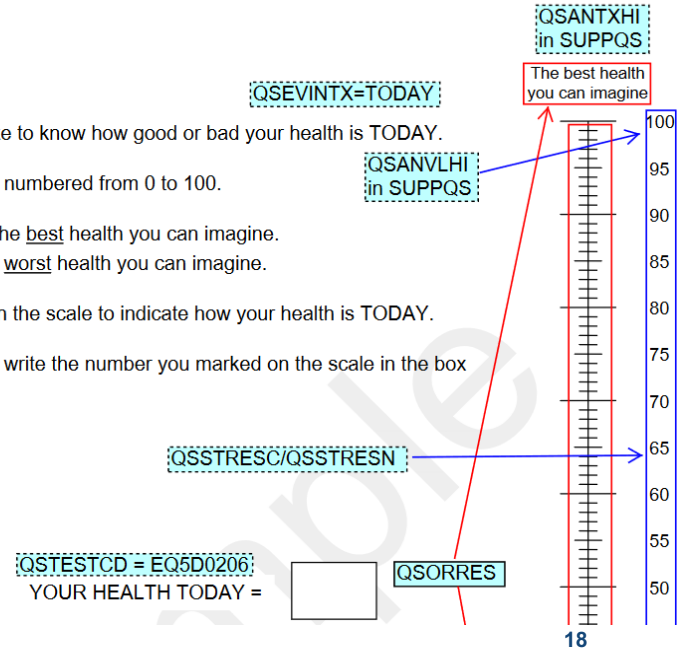 QSANTXHI
in SUPPQS
The best health
you can imagine
QSEVINTX=TODAY
to know how good or bad your health is TODAY.
100
QSANVLHI
in SUPPQS
95
numbered from 0 to 100.
90
best health you can imagine.
85
worst health you can imagine.
the scale to indicate how your health is TODAY.
80
75
write the number you marked on the scale in the box
70
QSSTRESC/QSSTRESN
65
60
55
QSTESTCD = EQ5D0206
QSORRES
YOUR HEALTH TODAY =
50
18